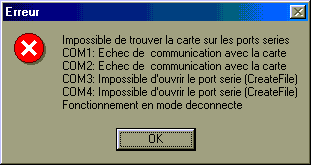 Erreur
Impossible de trouver la carte sur les ports series
COM1: Echec de  communication avec la carte
COM2: Echec de  communication avec la carte
COM3: Impossible d'ouvrir le port serie (CreateFile)
COM4: Impossible d'ouvrir le port serie (CreateFile)
Fonctionnement en mode deconnecte
OK